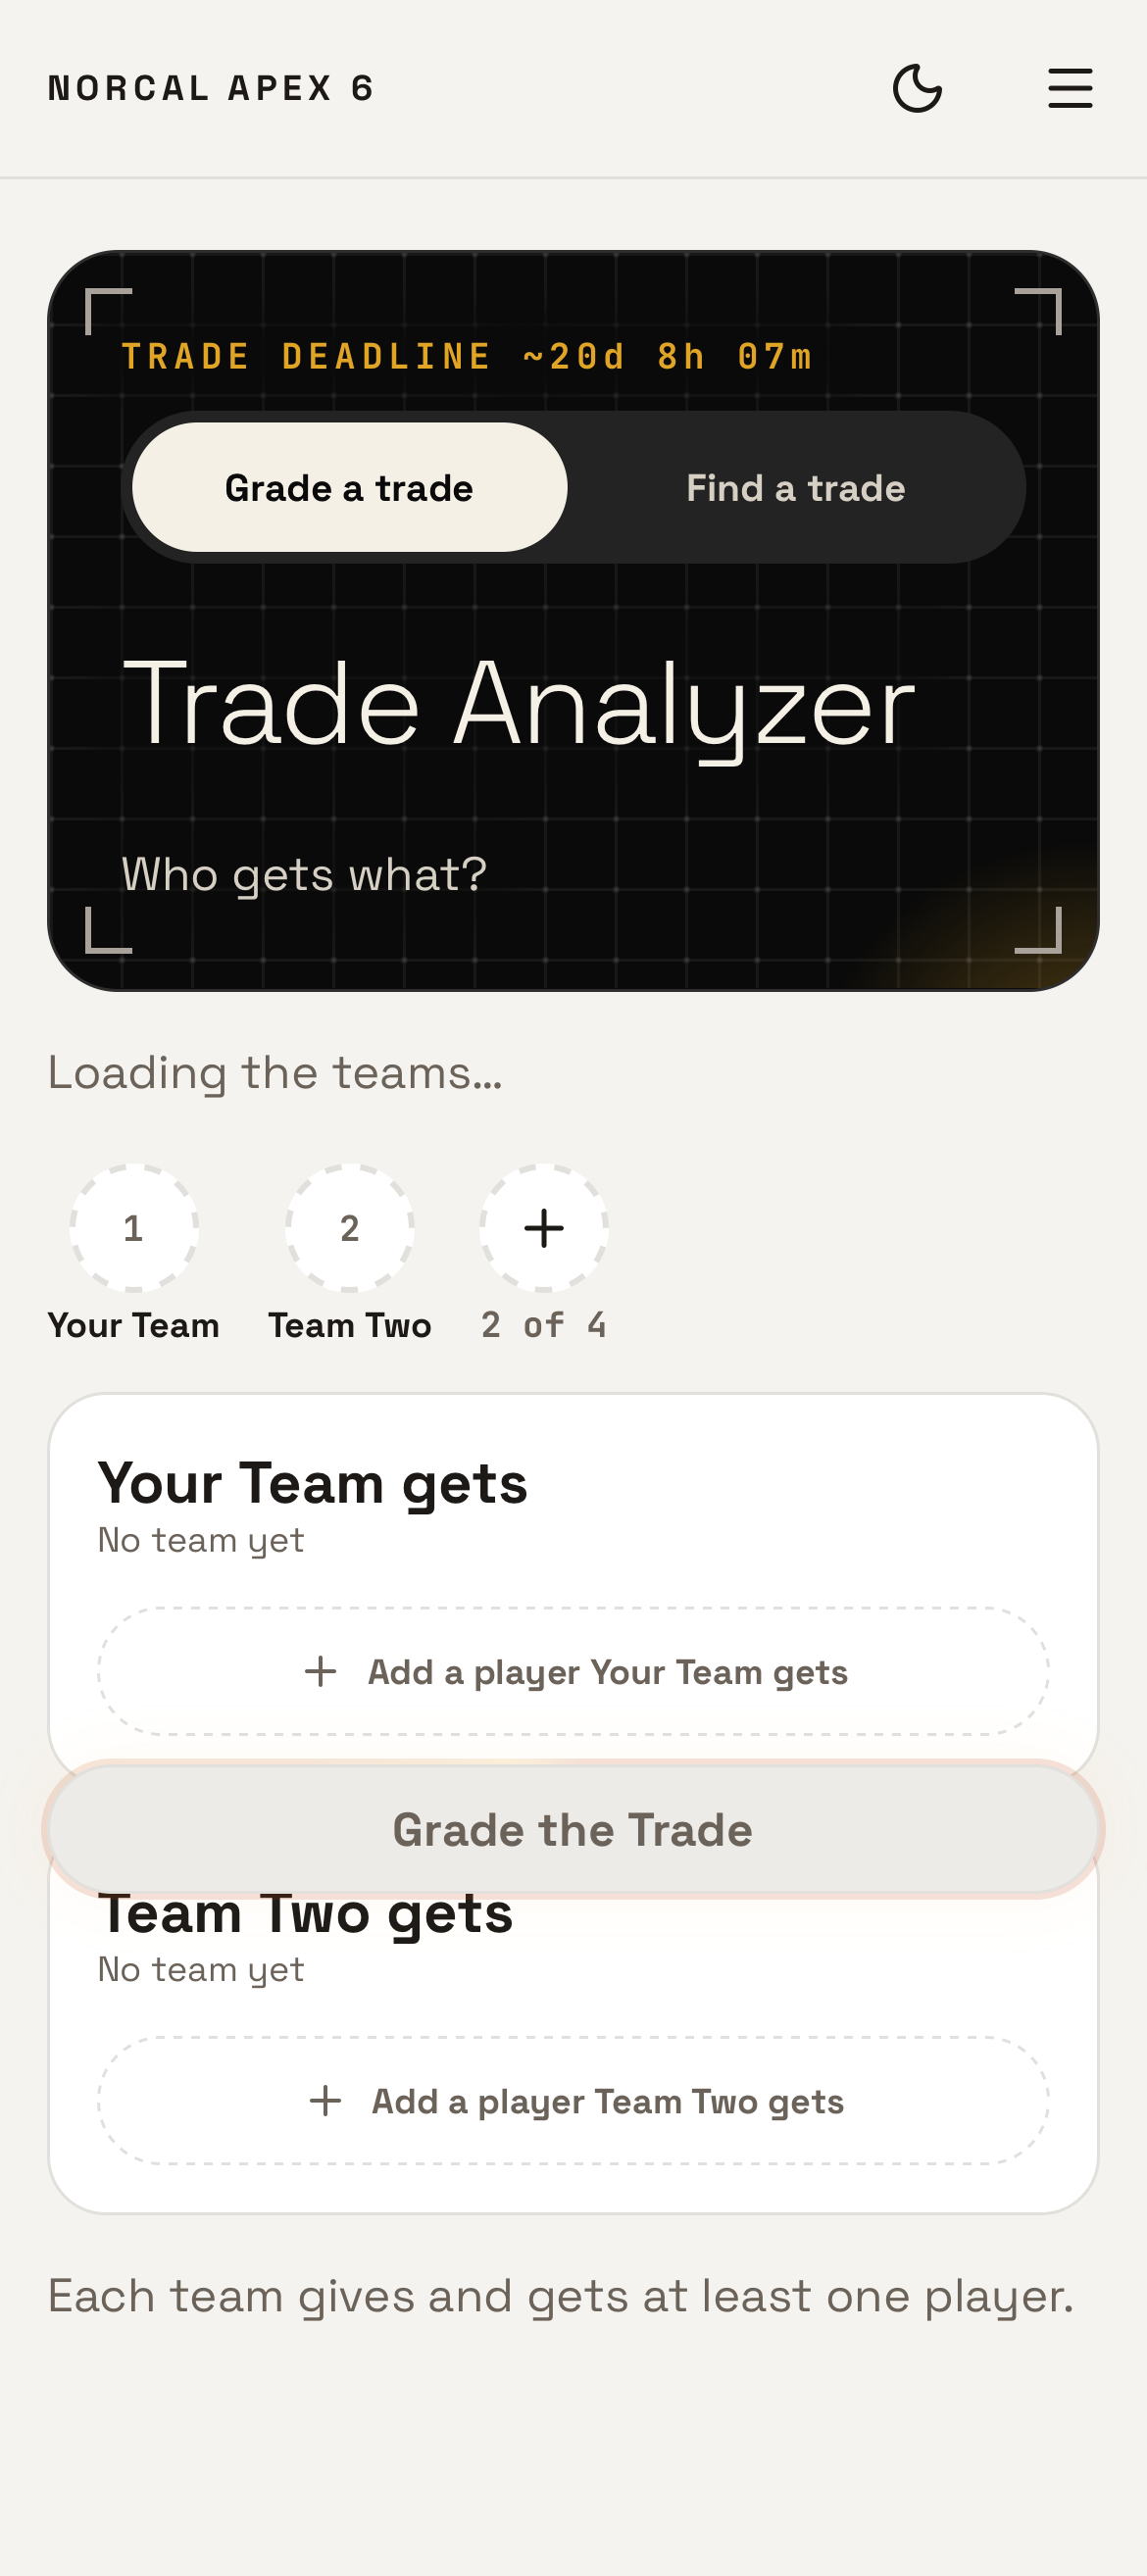 NORCAL APEX 6
TRADE DEADLINE ~20d 8h 07m
Grade a trade
Find a trade
Trade Analyzer
Who gets what?
Loading the teams...
1
2
Your Team
Team Two
2 of 4
Your Team gets
No team yet
Add a player Your Team gets
Grade the Trade
Team Two gets
No team yet
Add a player Team Two gets
Each team gives and gets at least one player.